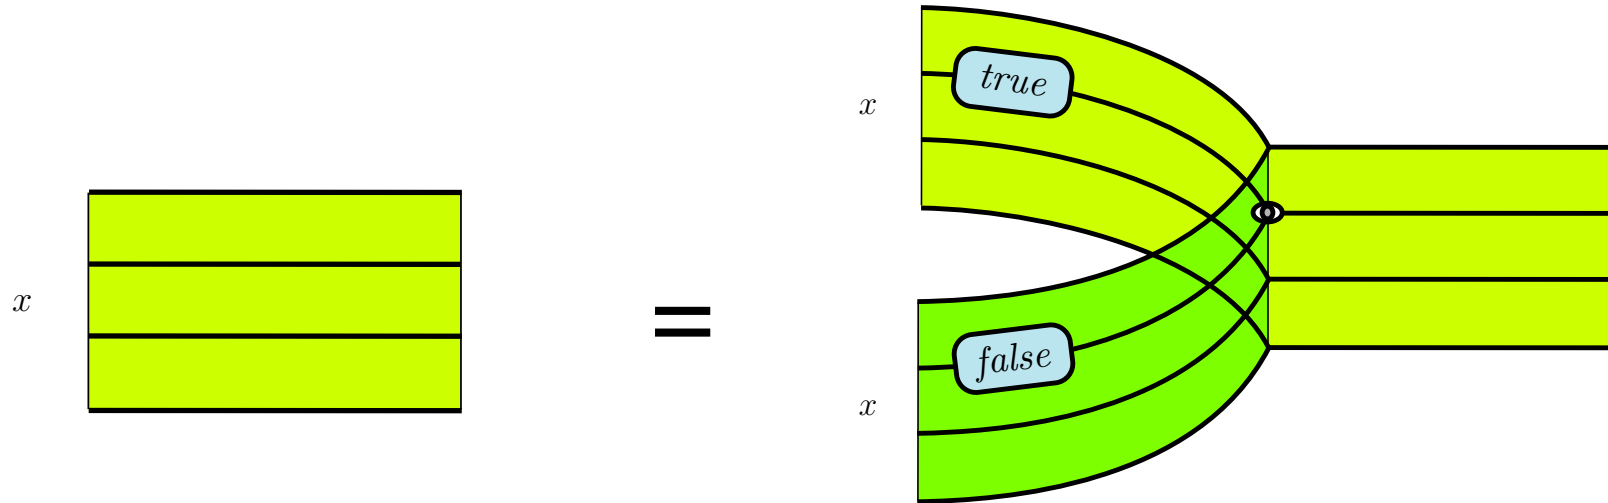 x
=
x
true
false
x